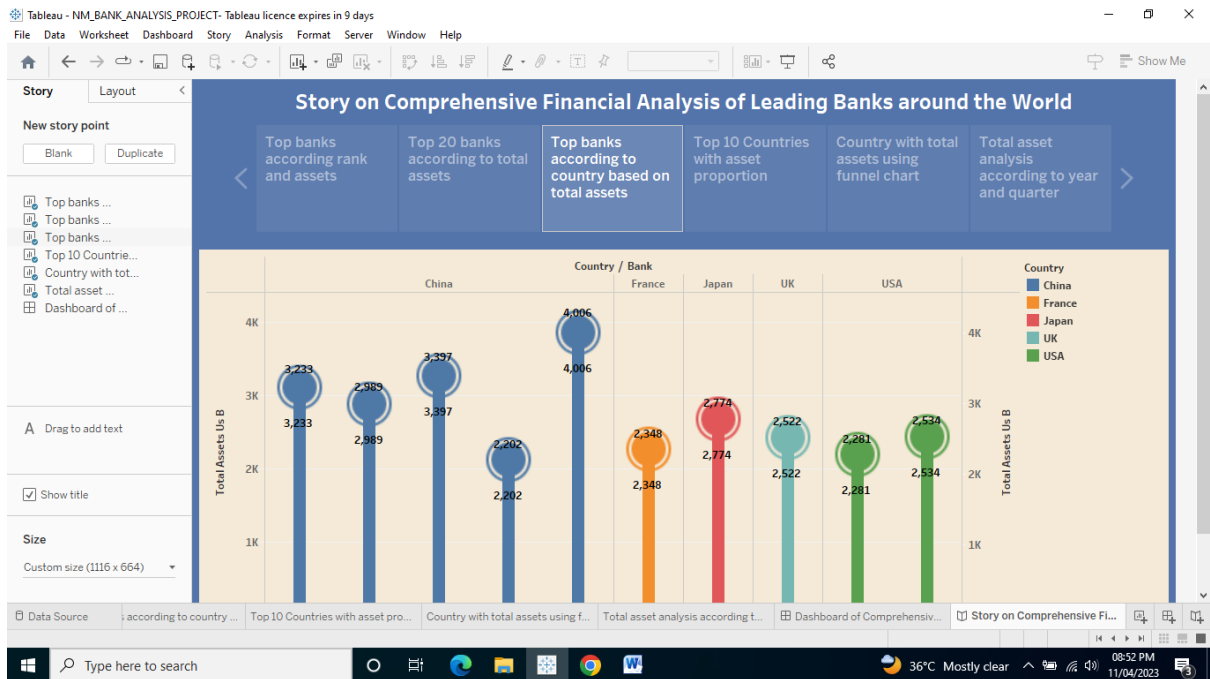 Tableau - NM_BANK_ANALYSIS_PROJECT- Tableau licence expires in 9 days
File Data Worksheet Dashboard Story Analysis Format Server Window Help
Show Me
Story Layout
New story point
Blank Duplicate
Top banks ...
Top banks ...
Top banks ...
Top 10 Countrie...
Country with tot...
Total asset ...
Dashboard of ...
A Drag to add text
Show title
Size
Custom size (1116 x 664)
Story on Comprehensive Financial Analysis of Leading Banks around the World
Top banks
according rank
and assets
Top 20 banks
according to total
assets
Top banks
according to
country based on
total assets
Top 10 Countries
with asset
proportion
Country with total
assets using
funnel chart
Total asset
analysis
according to year
and quarter
Country / Bank
China France Japan UK USA
Total Assets Us B
4K
3K
2K
1K
3,233
3,233
2,989
2,989
3,397
3,397
2,202
2,202
4,006
4,006
2,348
2,348
2,774
2,774
2,522
2,522
2,281
2,281
2,534
2,534
4K
3K
2K
1K
Total Assets Us B
Country
China
France
Japan
UK
USA
Data Source
s according to country ...
Top 10 Countries with asset pro...
Country with total assets using f...
Total asset analysis according t...
Dashboard of Comprehensiv...
Story on Comprehensive Fi...
Type here to search
W
36°C Mostly clear
08:52 PM
11/04/2023
3